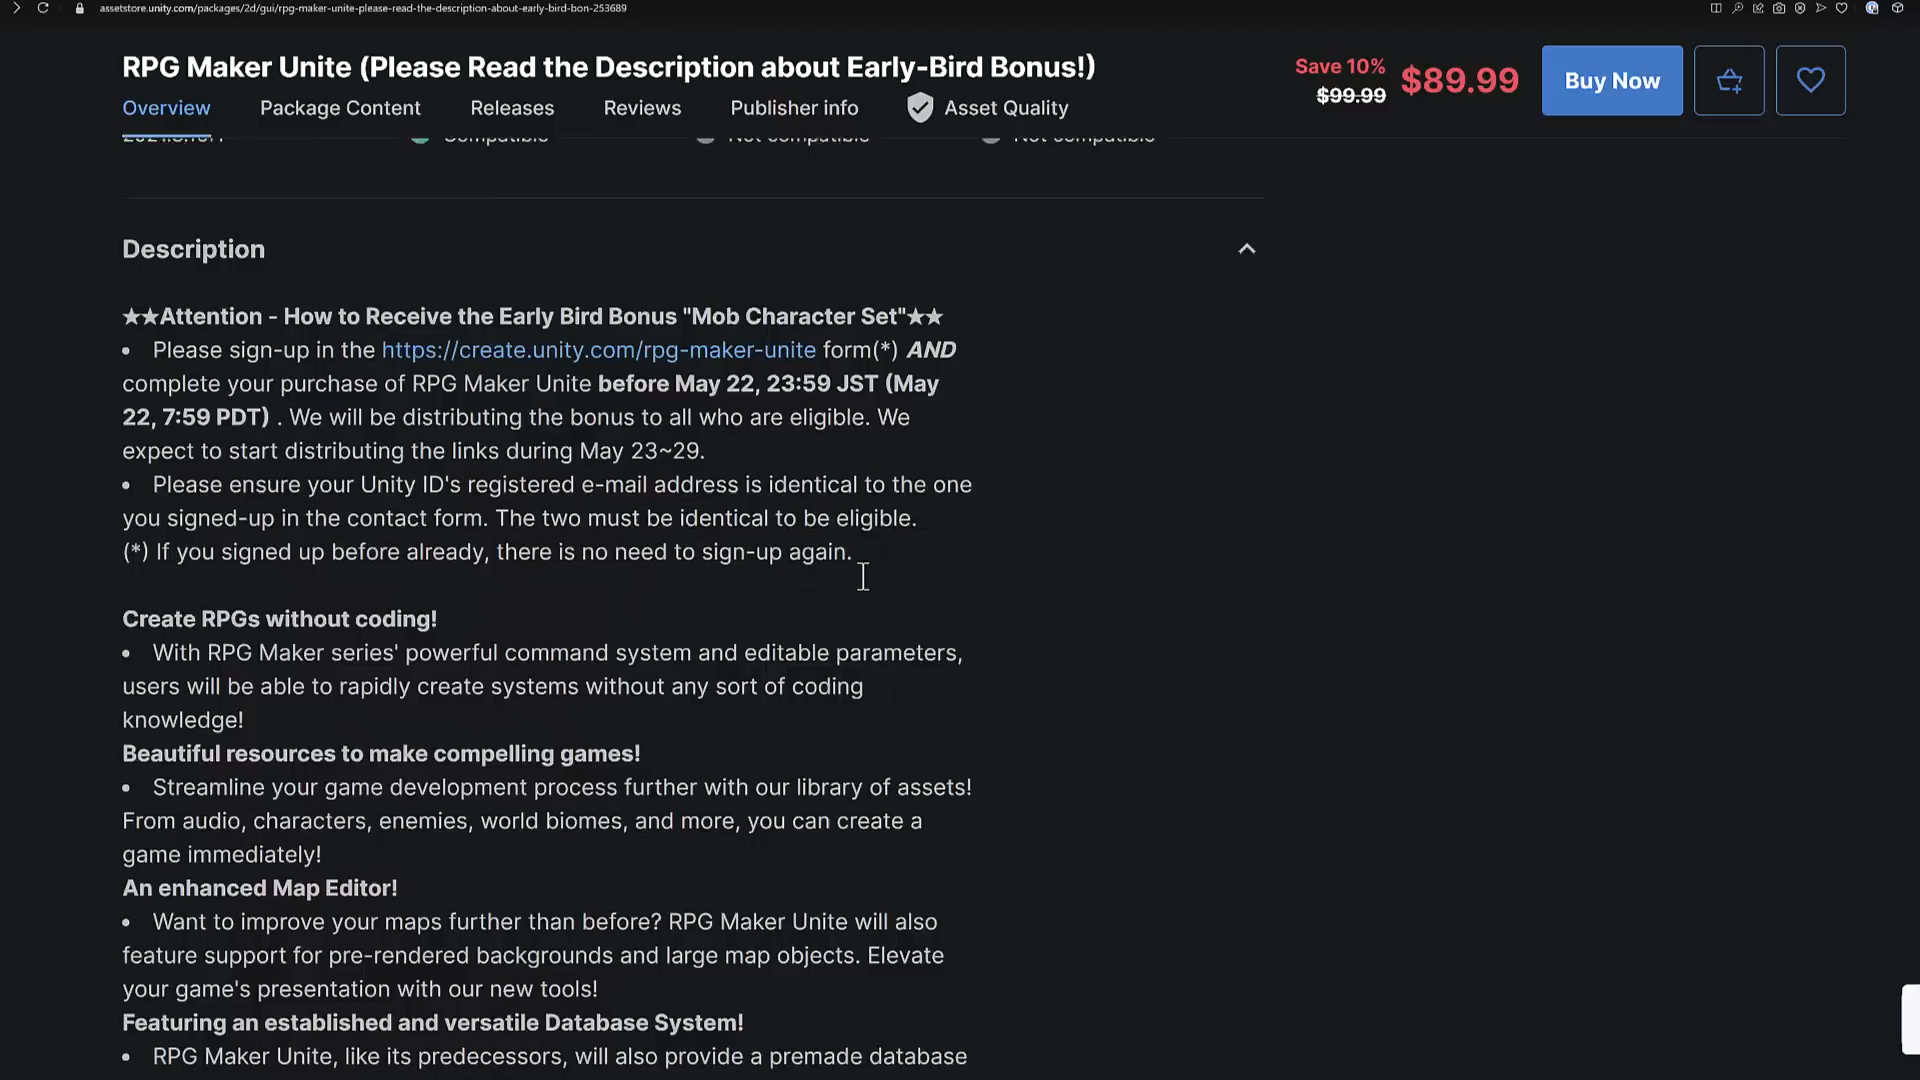 assetstore.unity.com/packages/2d/gui/rpg-maker-unite-please-read-the-description-about-early-bird-bon-253689
RPG Maker Unite (Please Read the Description about Early-Bird Bonus!)
Save 10%
$99.99
$89.99
Buy Now
Overview
Package Content
Releases
Reviews
Publisher info
Asset Quality
Compatible
Not compatible
Not compatible
Description
★★Attention - How to Receive the Early Bird Bonus "Mob Character Set"★★
• Please sign-up in the https://create.unity.com/rpg-maker-unite form(*) AND
complete your purchase of RPG Maker Unite before May 22, 23:59 JST (May
22, 7:59 PDT) . We will be distributing the bonus to all who are eligible. We
expect to start distributing the links during May 23~29.
• Please ensure your Unity ID's registered e-mail address is identical to the one
you signed-up in the contact form. The two must be identical to be eligible.
(*) If you signed up before already, there is no need to sign-up again.
Create RPGs without coding!
• With RPG Maker series' powerful command system and editable parameters,
users will be able to rapidly create systems without any sort of coding
knowledge!
Beautiful resources to make compelling games!
• Streamline your game development process further with our library of assets!
From audio, characters, enemies, world biomes, and more, you can create a
game immediately!
An enhanced Map Editor!
• Want to improve your maps further than before? RPG Maker Unite will also
feature support for pre-rendered backgrounds and large map objects. Elevate
your game's presentation with our new tools!
Featuring an established and versatile Database System!
• RPG Maker Unite, like its predecessors, will also provide a premade database